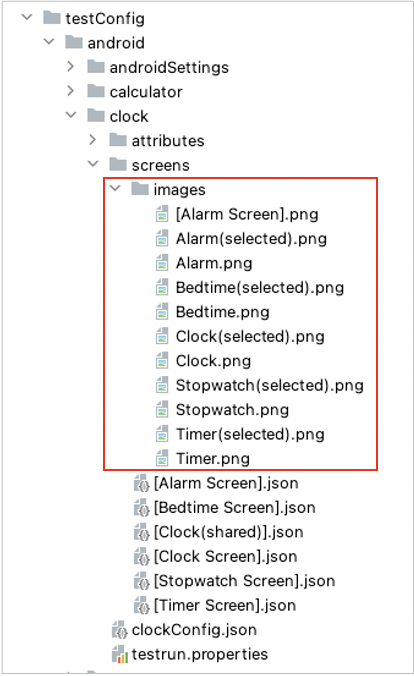 testConfig
android
androidSettings
calculator
clock
attributes
screens
images
[Alarm Screen].png
Alarm(selected).png
Alarm.png
Bedtime(selected).png
Bedtime.png
Clock(selected).png
Clock.png
Stopwatch(selected).png
Stopwatch.png
Timer(selected).png
Timer.png
[Alarm Screen].json
[Bedtime Screen].json
[Clock(shared)].json
[Clock Screen].json
[Stopwatch Screen].json
[Timer Screen].json
clockConfig.json
testrun.properties